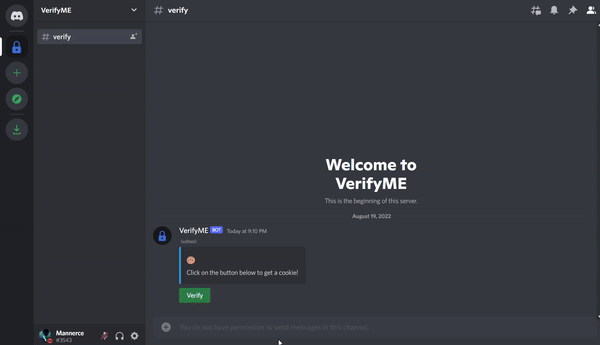 VerifyME
verify
verify
Welcome to
VerifyME
This is the beginning of this server.
August 19, 2022
VerifyME BOT Today at 9:10 PM
(edited)
Click on the button below to get a cookie!
Verify
You do not have permission to send messages in this channel.
Mannerce
#3543